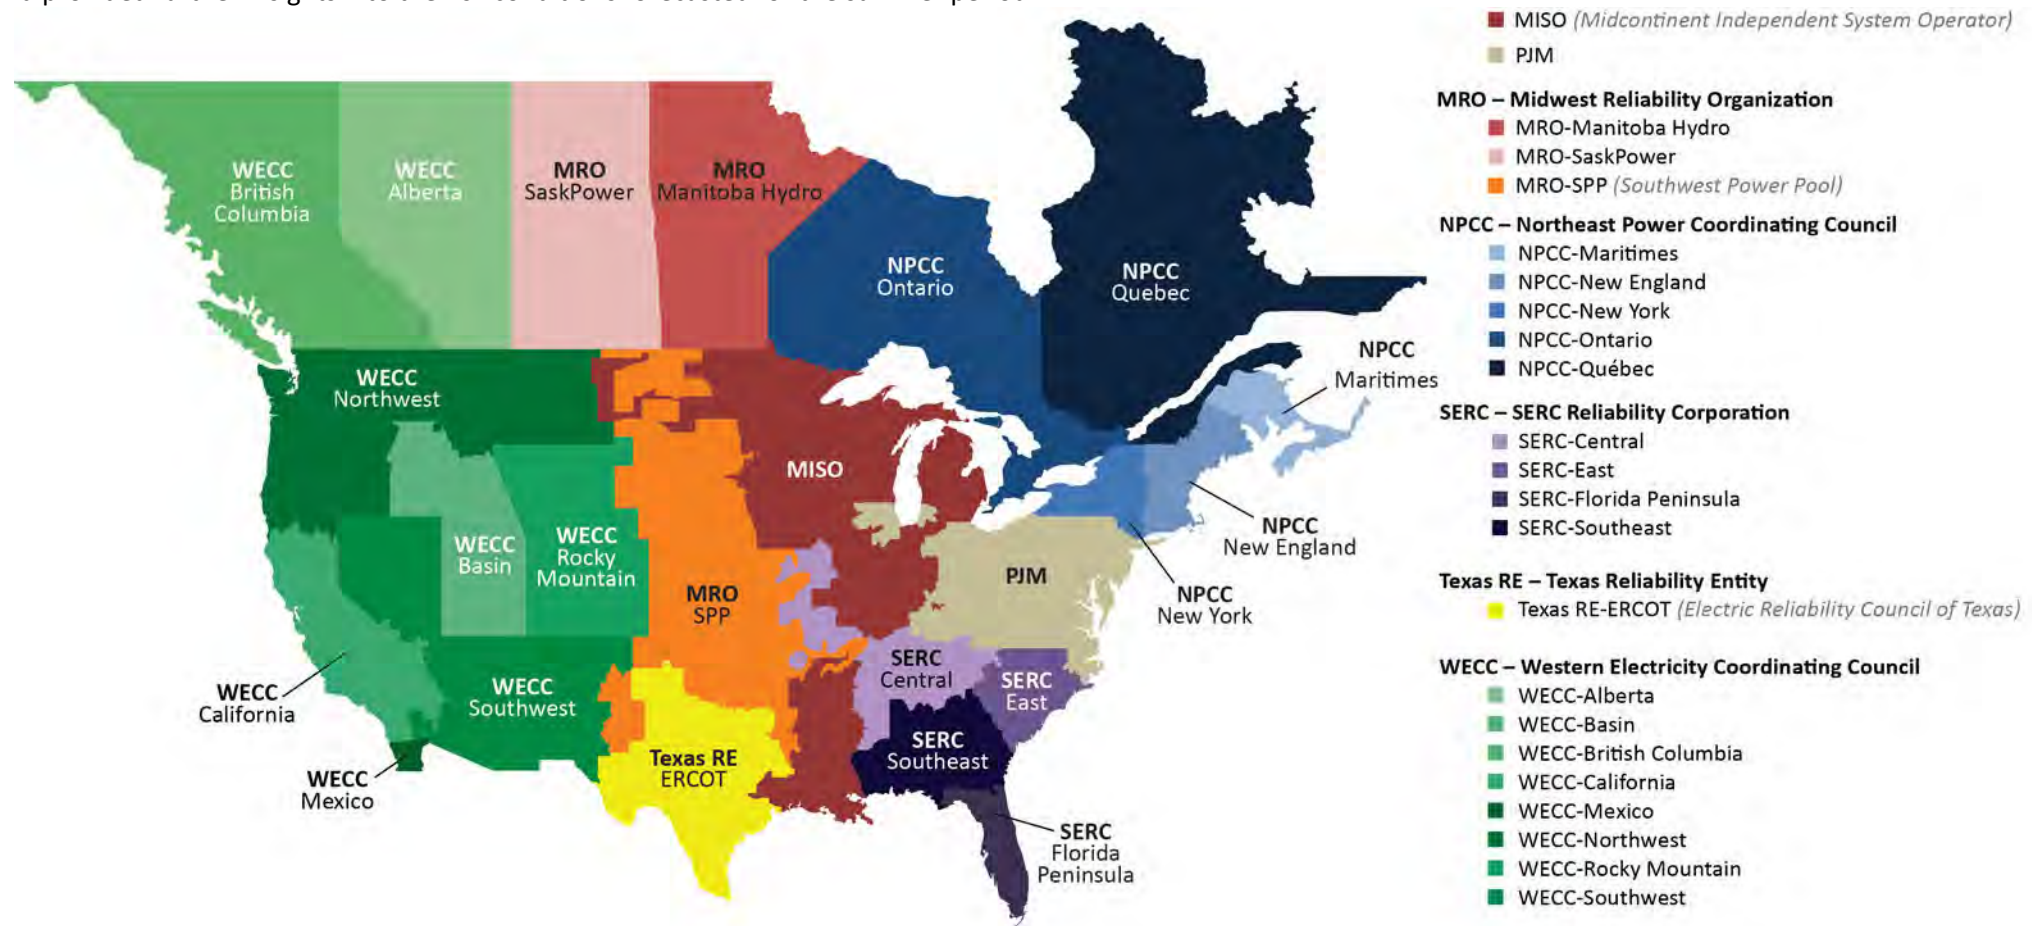 WECC
British
Columbia
WECC
Alberta
MRO
SaskPower
MRO
Manitoba Hydro
NPCC
Ontario
NPCC
Quebec
NPCC
Maritimes
WECC
Northwest
MISO
WECC
Basin
WECC
Rocky
Mountain
MRO
SPP
PJM
NPCC
New England
NPCC
New York
WECC
California
WECC
Southwest
SERC
Central
SERC
East
SERC
Southeast
Texas RE
ERCOT
WECC
Mexico
SERC
Florida
Peninsula
MISO (Midcontinent Independent System Operator)
PJM
MRO – Midwest Reliability Organization
MRO-Manitoba Hydro
MRO-SaskPower
MRO-SPP (Southwest Power Pool)
NPCC – Northeast Power Coordinating Council
NPCC-Maritimes
NPCC-New England
NPCC-New York
NPCC-Ontario
NPCC-Québec
SERC – SERC Reliability Corporation
SERC-Central
SERC-East
SERC-Florida Peninsula
SERC-Southeast
Texas RE – Texas Reliability Entity
Texas RE-ERCOT (Electric Reliability Council of Texas)
WECC – Western Electricity Coordinating Council
WECC-Alberta
WECC-Basin
WECC-British Columbia
WECC-California
WECC-Mexico
WECC-Northwest
WECC-Rocky Mountain
WECC-Southwest